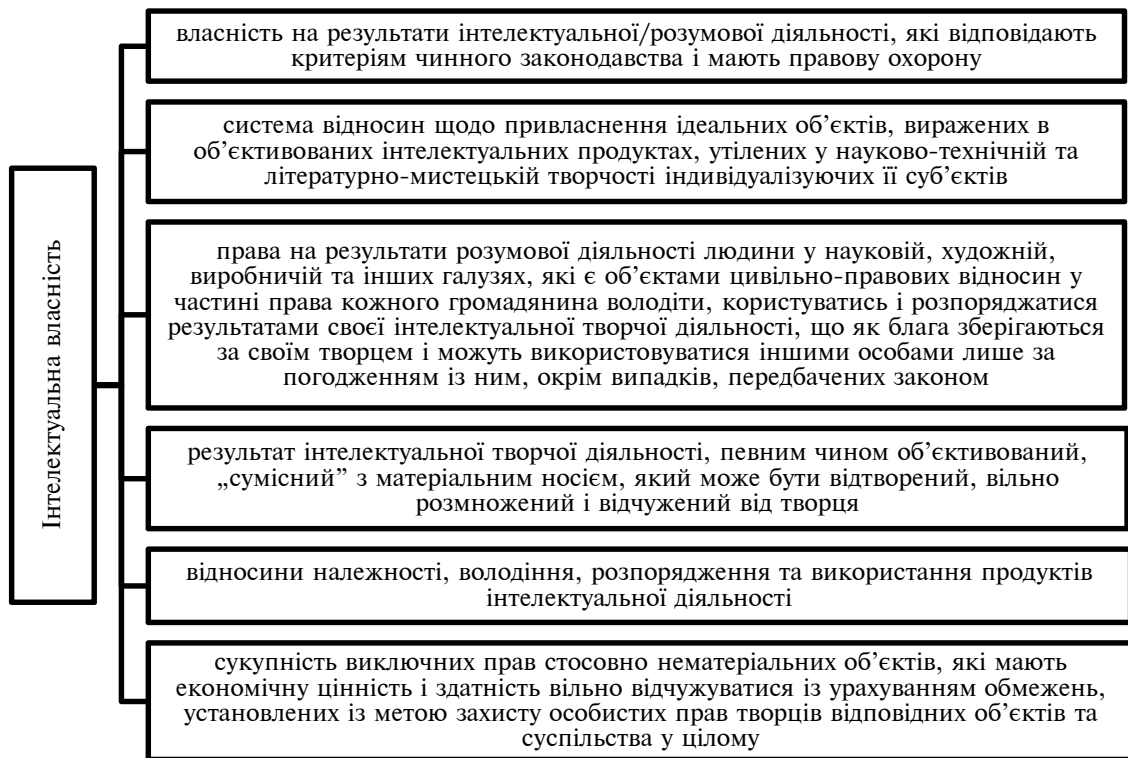 Інтелектуальна власність
власність на результати інтелектуальної/розумової діяльності, які відповідають
критеріям чинного законодавства і мають правову охорону
система відносин щодо привласнення ідеальних об’єктів, виражених в
об’єктивованих інтелектуальних продуктах, утілених у науково-технічній та
літературно-мистецькій творчості індивідуалізуючих її суб’єктів
права на результати розумової діяльності людини у науковій, художній,
виробничій та інших галузях, які є об’єктами цивільно-правових відносин у
частині права кожного громадянина володіти, користуватись і розпоряджатися
результатами своєї інтелектуальної творчої діяльності, що як блага зберігаються
за своїм творцем і можуть використовуватися іншими особами лише за
погодженням із ним, окрім випадків, передбачених законом
результат інтелектуальної творчої діяльності, певним чином об’єктивований,
„сумісний” з матеріальним носієм, який може бути відтворений, вільно
розмножений і відчужений від творця
відносини належності, володіння, розпорядження та використання продуктів
інтелектуальної діяльності
сукупність виключних прав стосовно нематеріальних об’єктів, які мають
економічну цінність і здатність вільно відчужуватися із урахуванням обмежень,
установлених із метою захисту особистих прав творців відповідних об’єктів та
суспільства у цілому